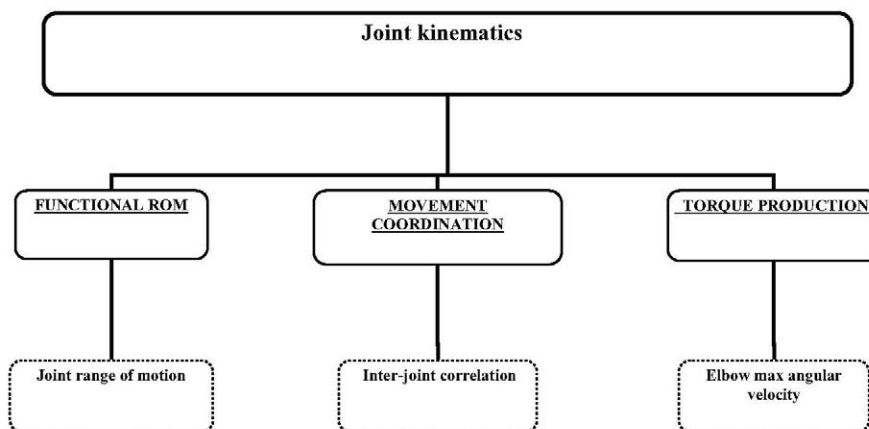 Joint kinematics
FUNCTIONAL ROM
MOVEMENT
COORDINATION
TORQUE PRODUCTION
Joint range of motion
Inter-joint correlation
Elbow max angular
velocity